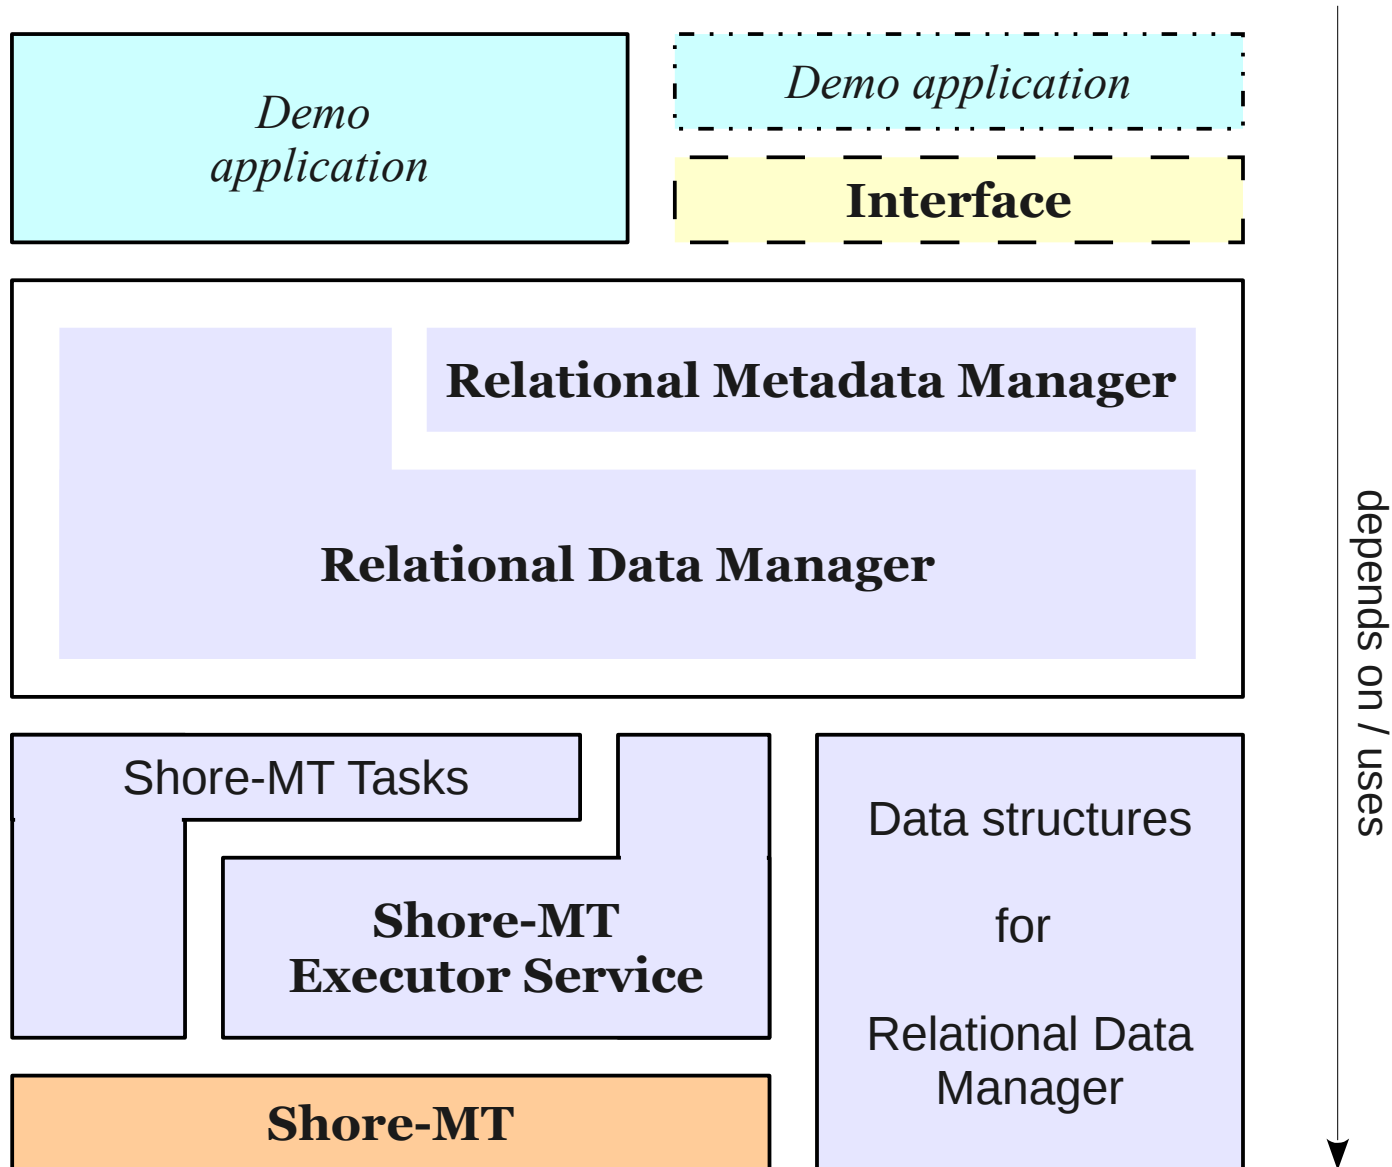 Demo
application
Demo application
Interface
Relational Metadata Manager
Relational Data Manager
Shore-MT Tasks
Shore-MT
Executor Service
Data structures
for
Relational Data
Manager
Shore-MT
depends on / uses